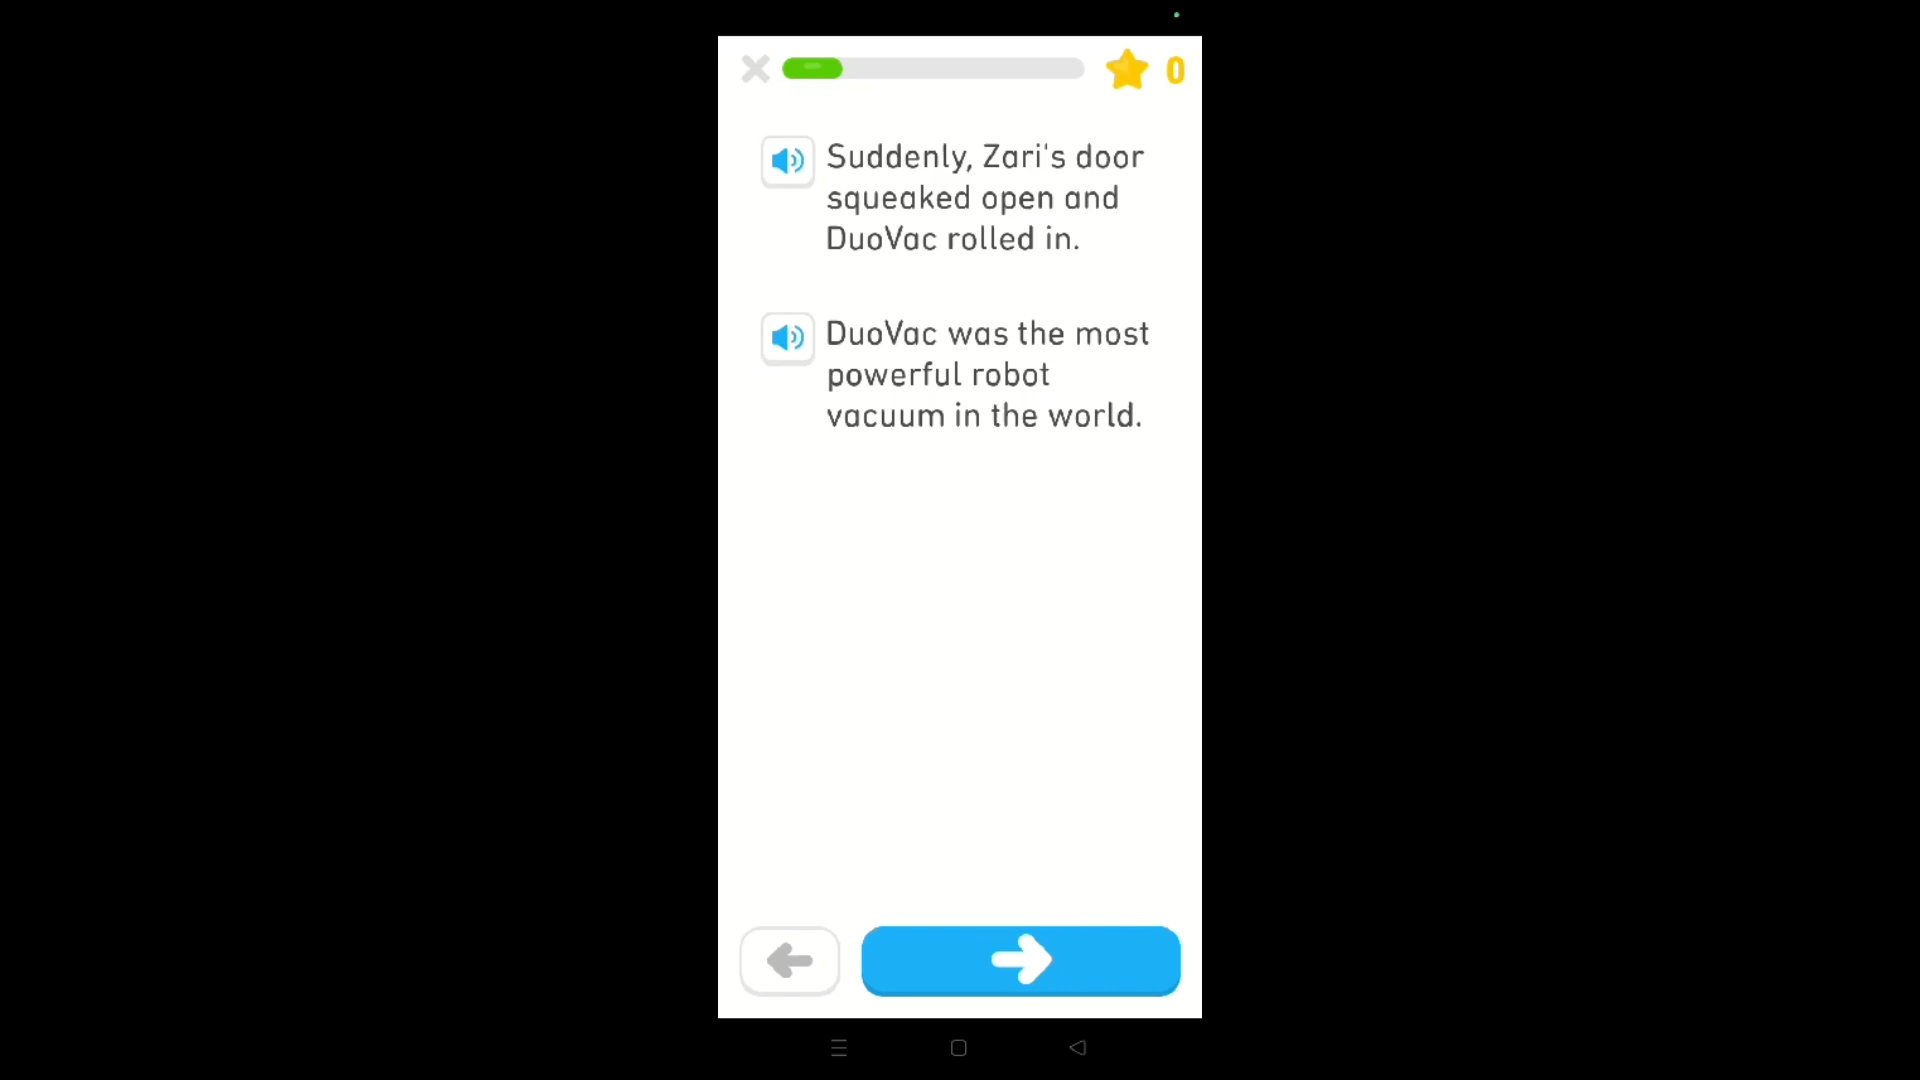 0
Suddenly, Zari's door
squeaked open and
DuoVac rolled in.
DuoVac was the most
powerful robot
vacuum in the world.